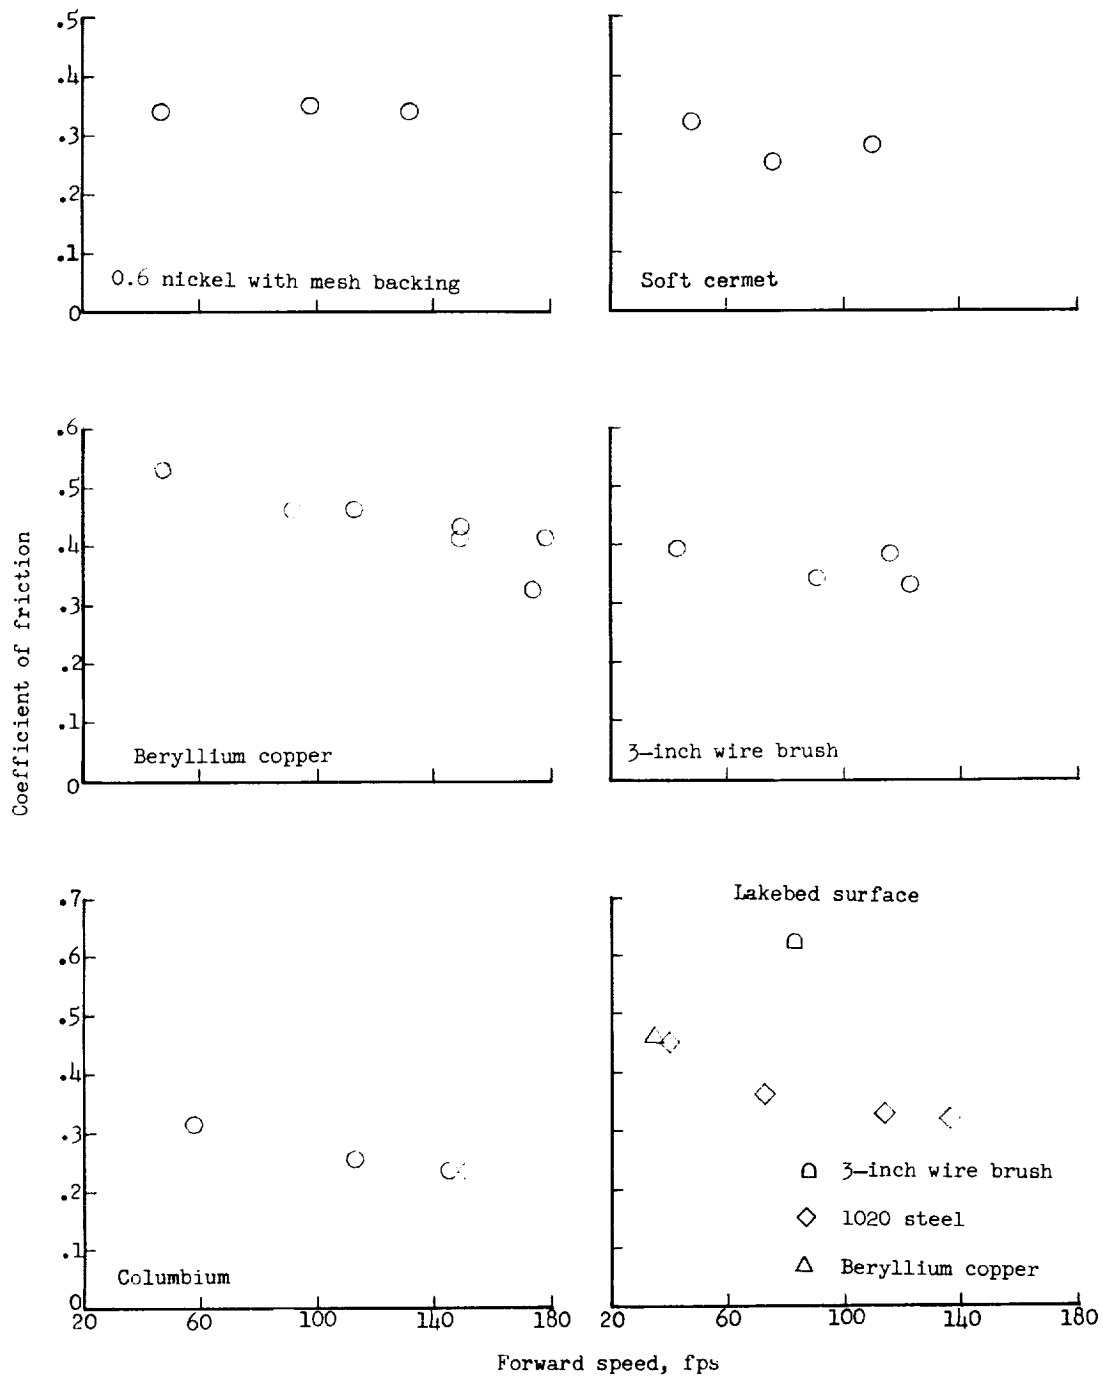 .5
.4
.3
.2
.1
0
0.6 nickel with mesh backing
Soft cermet
Coefficient of friction
.6
.5
.4
.3
.2
.1
0
Beryllium copper
3-inch wire brush
.7
.6
.5
.4
.3
.2
.1
0
Columbium
20 60 100 140 180
Lakebed surface
3-inch wire brush
1020 steel
Beryllium copper
20 60 100 140 180
Forward speed, fps